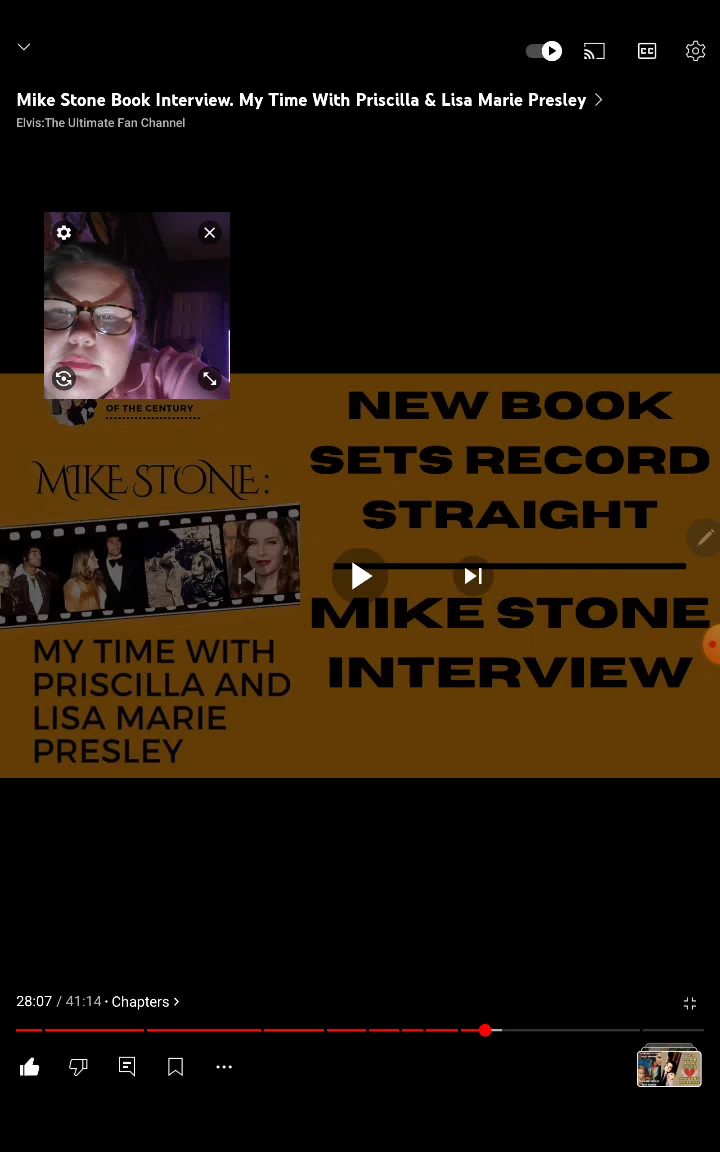 CC
Mike Stone Book Interview. My Time With Priscilla & Lisa Marie Presley
Elvis:The Ultimate Fan Channel
OF THE CENTURY
MIKE STONE:
MY TIME WITH
PRISCILLA AND
LISA MARIE
PRESLEY
NEW BOOK
SETS RECORD
STRAIGHT
MIKE STONE
INTERVIEW
28:07 / 41:14 · Chapters